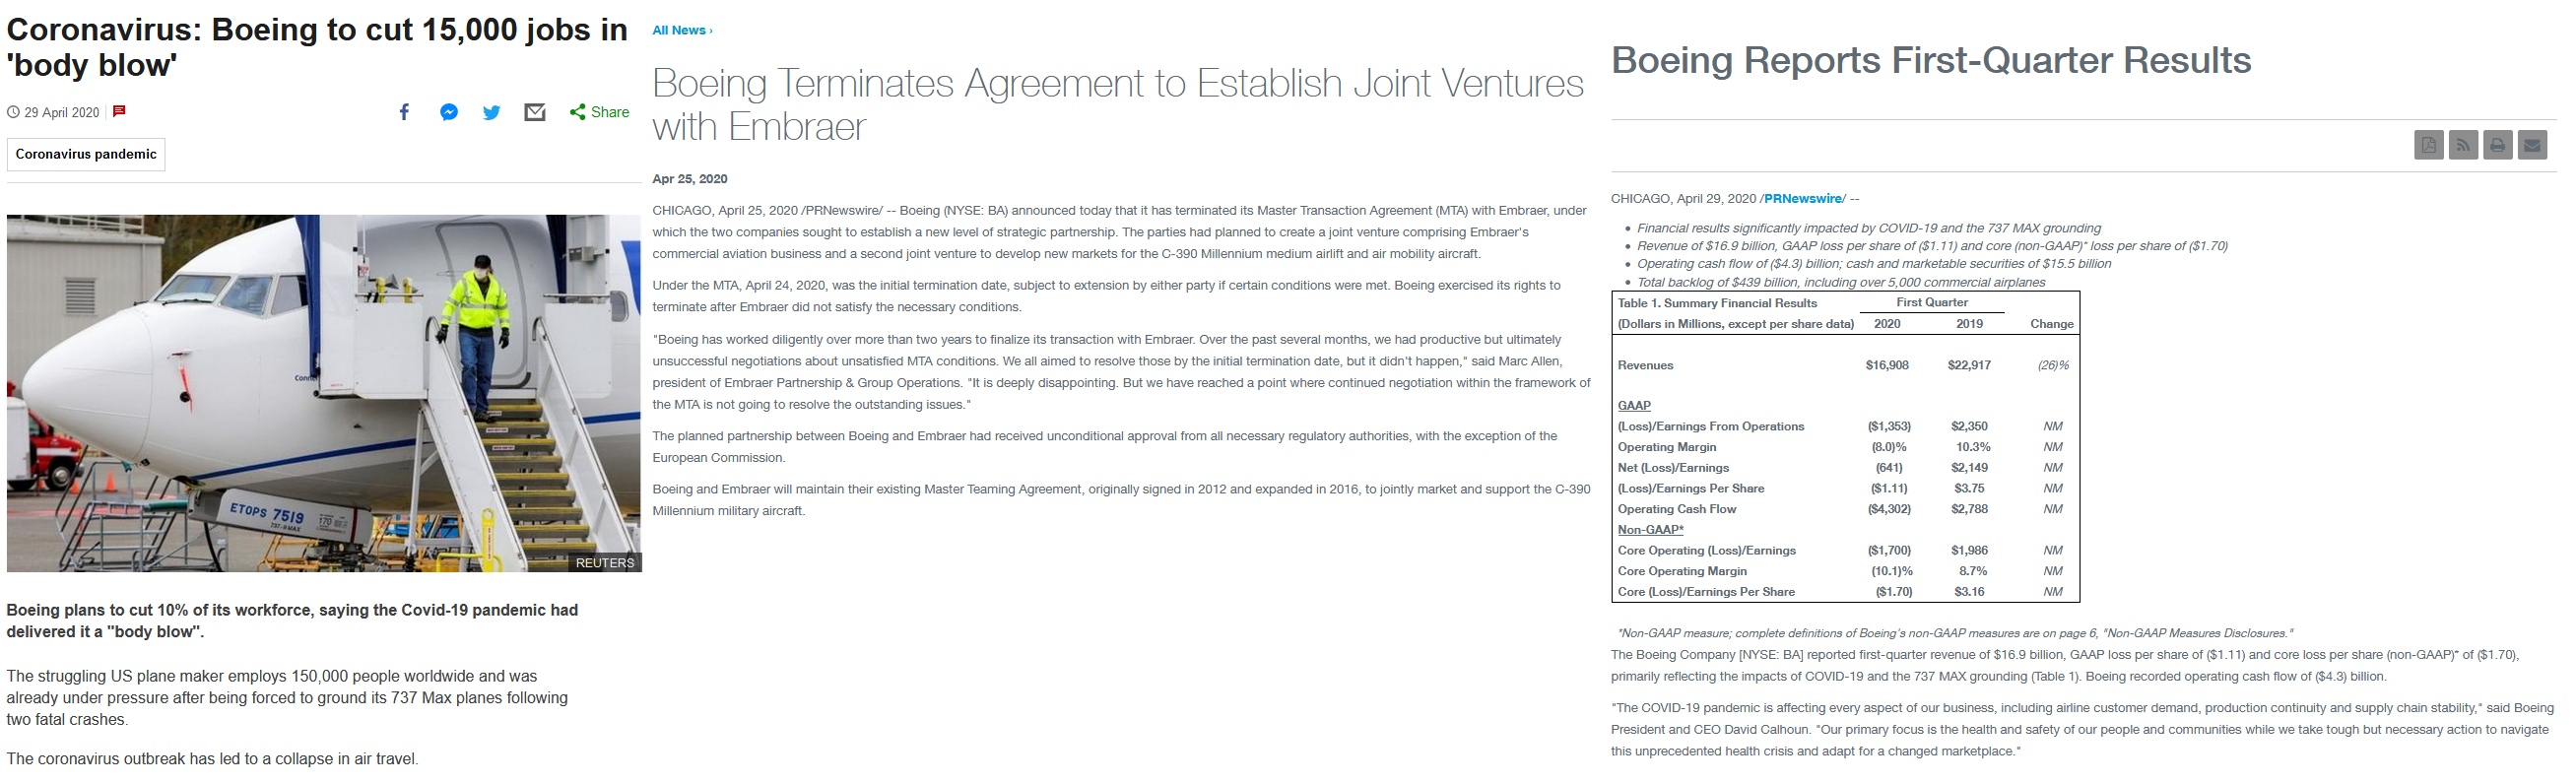 Coronavirus: Boeing to cut 15,000 jobs in
'body blow'
29 April 2020
Share
Coronavirus pandemic
Conne
ETOPS 7519
737-9 MAX
170
REUTERS
Boeing plans to cut 10% of its workforce, saying the Covid-19 pandemic had
delivered it a "body blow".
The struggling US plane maker employs 150,000 people worldwide and was
already under pressure after being forced to ground its 737 Max planes following
two fatal crashes.
The coronavirus outbreak has led to a collapse in air travel.
All News ›
Boeing Terminates Agreement to Establish Joint Ventures
with Embraer
Apr 25, 2020
CHICAGO, April 25, 2020 /PRNewswire/ -- Boeing (NYSE: BA) announced today that it has terminated its Master Transaction Agreement (MTA) with Embraer, under
which the two companies sought to establish a new level of strategic partnership. The parties had planned to create a joint venture comprising Embraer's
commercial aviation business and a second joint venture to develop new markets for the C-390 Millennium medium airlift and air mobility aircraft.
Under the MTA, April 24, 2020, was the initial termination date, subject to extension by either party if certain conditions were met. Boeing exercised its rights to
terminate after Embraer did not satisfy the necessary conditions.
"Boeing has worked diligently over more than two years to finalize its transaction with Embraer. Over the past several months, we had productive but ultimately
unsuccessful negotiations about unsatisfied MTA conditions. We all aimed to resolve those by the initial termination date, but it didn't happen," said Marc Allen,
president of Embraer Partnership & Group Operations. "It is deeply disappointing. But we have reached a point where continued negotiation within the framework of
the MTA is not going to resolve the outstanding issues."
The planned partnership between Boeing and Embraer had received unconditional approval from all necessary regulatory authorities, with the exception of the
European Commission.
Boeing and Embraer will maintain their existing Master Teaming Agreement, originally signed in 2012 and expanded in 2016, to jointly market and support the C-390
Millennium military aircraft.
Boeing Reports First-Quarter Results
CHICAGO, April 29, 2020 /PRNewswire/ --
• Financial results significantly impacted by COVID-19 and the 737 MAX grounding
• Revenue of $16.9 billion, GAAP loss per share of ($1.11) and core (non-GAAP)* loss per share of ($1.70)
• Operating cash flow of ($4.3) billion; cash and marketable securities of $15.5 billion
• Total backlog of $439 billion, including over 5,000 commercial airplanes
Table 1. Summary Financial Results First Quarter
(Dollars in Millions, except per share data) 2020 2019 Change
Revenues $16,908 $22,917 (26)%
GAAP
(Loss)/Earnings From Operations ($1,353) $2,350 NM
Operating Margin (8.0)% 10.3% NM
Net (Loss)/Earnings (641) $2,149 NM
(Loss)/Earnings Per Share ($1.11) $3.75 NM
Operating Cash Flow ($4,302) $2,788 NM
Non-GAAP*
Core Operating (Loss)/Earnings ($1,700) $1,986 NM
Core Operating Margin (10.1)% 8.7% NM
Core (Loss)/Earnings Per Share ($1.70) $3.16 NM
*Non-GAAP measure; complete definitions of Boeing's non-GAAP measures are on page 6, "Non-GAAP Measures Disclosures."
The Boeing Company [NYSE: BA] reported first-quarter revenue of $16.9 billion, GAAP loss per share of ($1.11) and core loss per share (non-GAAP)* of ($1.70),
primarily reflecting the impacts of COVID-19 and the 737 MAX grounding (Table 1). Boeing recorded operating cash flow of ($4.3) billion.
"The COVID-19 pandemic is affecting every aspect of our business, including airline customer demand, production continuity and supply chain stability," said Boeing
President and CEO David Calhoun. "Our primary focus is the health and safety of our people and communities while we take tough but necessary action to navigate
this unprecedented health crisis and adapt for a changed marketplace."